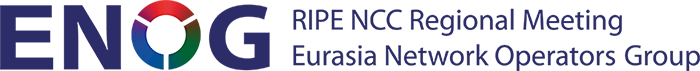 ENOG
RIPE NCC Regional Meeting
Eurasia Network Operators Group